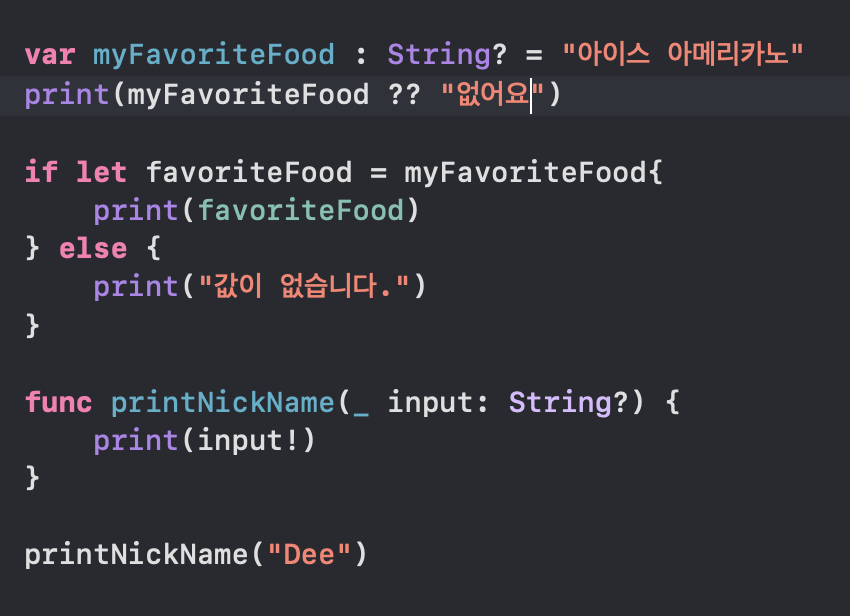 var myFavoriteFood : String? = "아이스 아메리카노"
print(myFavoriteFood ?? "없어요")
if let favoriteFood = myFavoriteFood{
    print(favoriteFood)
} else {
    print("값이 없습니다.")
}
func printNickName(_ input: String?) {
    print(input!)
}
printNickName("Dee")